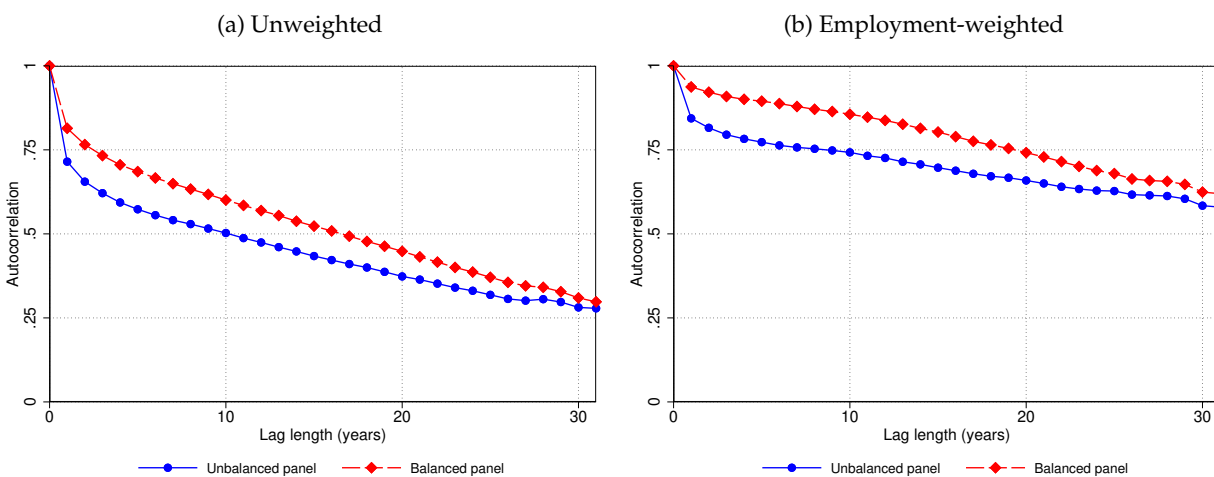 (a) Unweighted
1
.75
.5
.25
0
Autocorrelation
0 10 20 30
Lag length (years)
Unbalanced panel Balanced panel
(b) Employment-weighted
1
.75
.5
.25
0
Autocorrelation
0 10 20 30
Lag length (years)
Unbalanced panel Balanced panel